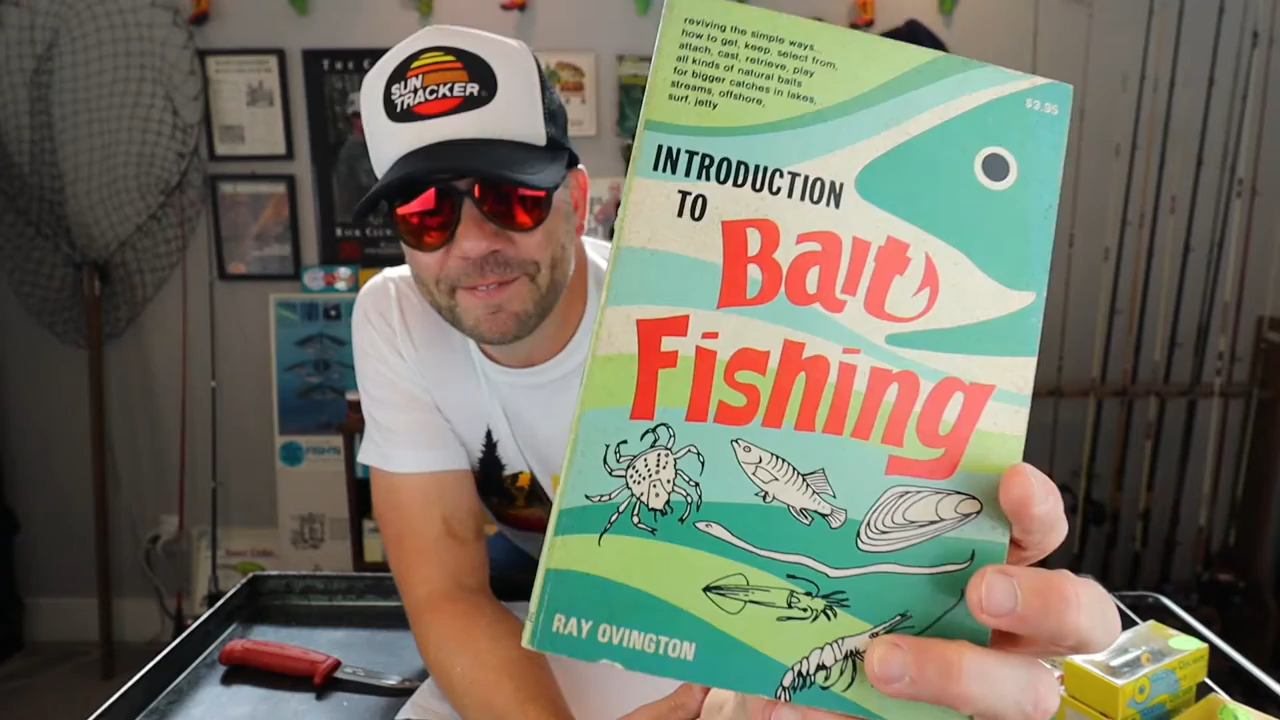 SUN
TRACKER
reviving the simple ways...
how to get, keep, select from,
attach, cast, retrieve, play
all kinds of natural baits
for bigger catches in lakes,
streams, offshore,
surf, jetty
$3.95
INTRODUCTION
TO Bait
Fishing
RAY OVINGTON